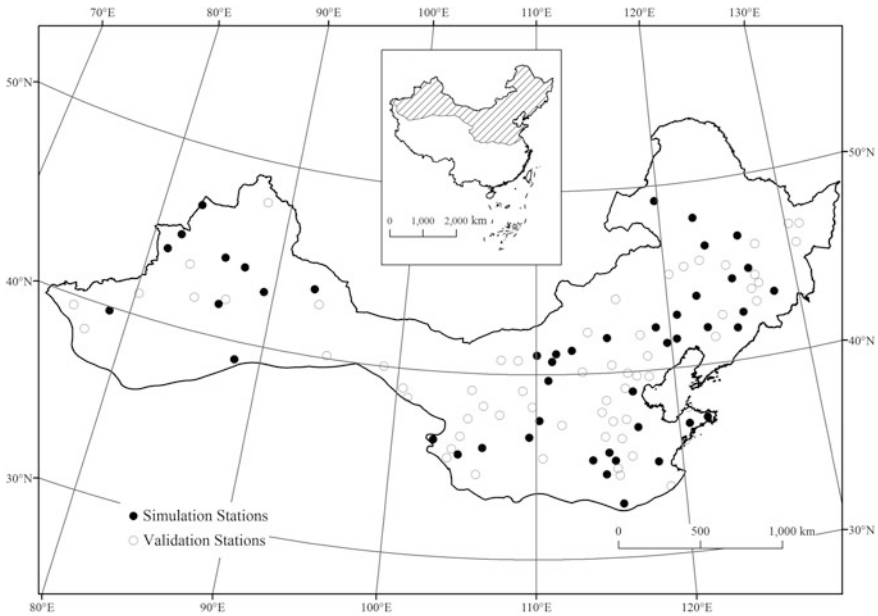 70°E 80°E 90°E 100°E 110°E 120°E 130°E
50°N
50°N
0 1,000 2,000 km
40°N
40°N
30°N
Simulation Stations
Validation Stations
0 500 1,000 km
30°N
80°E 90°E 100°E 110°E 120°E